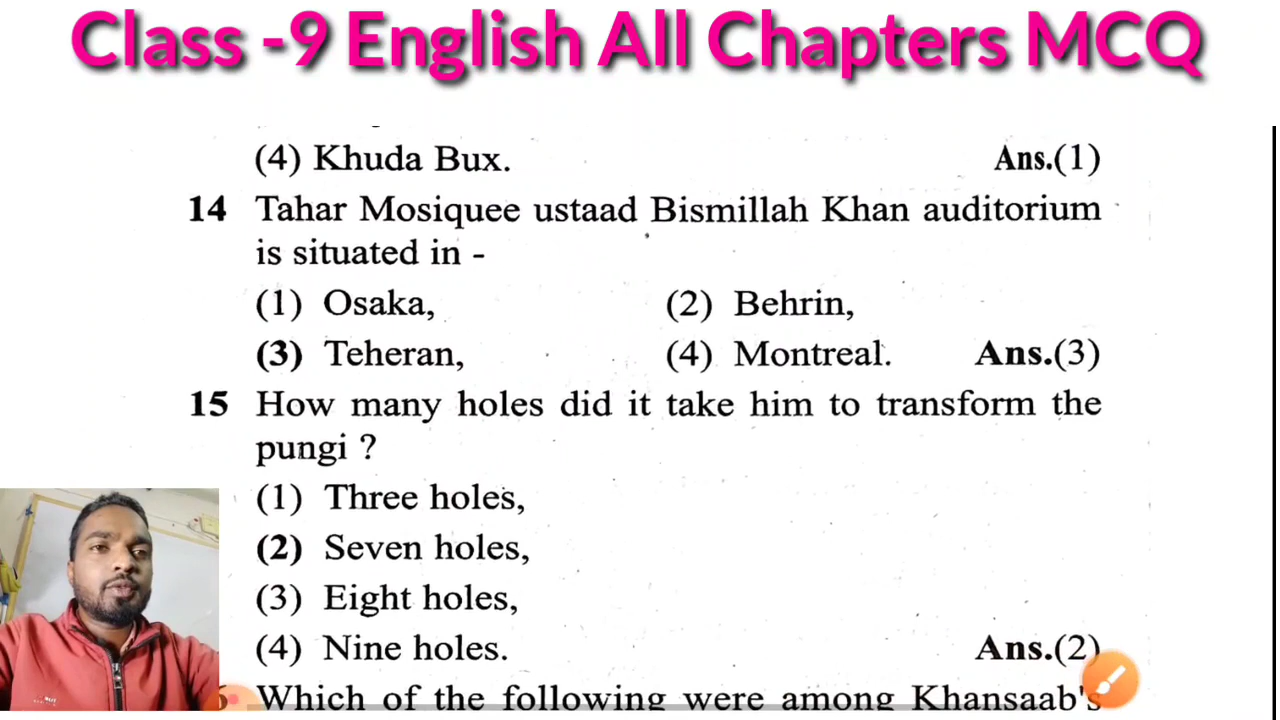 Class -9 English All Chapters MCQ
(4) Khuda Bux. Ans.(1)
14 Tahar Mosiquee ustaad Bismillah Khan auditorium
is situated in -
(1) Osaka, (2) Behrin,
(3) Teheran, (4) Montreal. Ans.(3)
15 How many holes did it take him to transform the
pungi ?
(1) Three holes,
(2) Seven holes,
(3) Eight holes,
(4) Nine holes. Ans.(2)
Which of the following were among Khansaab's